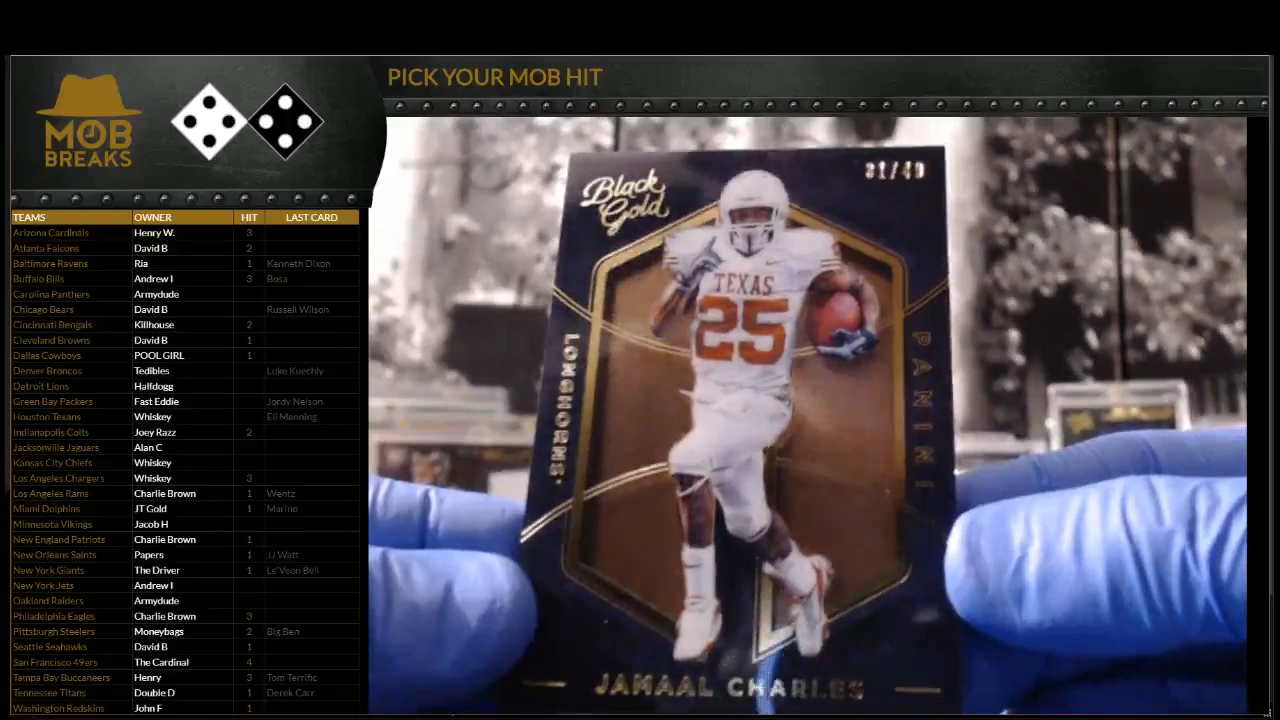 PICK YOUR MOB HIT
MOB
BREAKS
TEAMS OWNER HIT LAST CARD
Arizona Cardinals Henry W. 3
Atlanta Falcons David B 2
Baltimore Ravens Ria 1 Kenneth Dixon
Buffalo Bills Andrew I 3 Bosa
Carolina Panthers Armydude
Chicago Bears David B Russell Wilson
Cincinnati Bengals Killhouse 2
Cleveland Browns David B 1
Dallas Cowboys POOL GIRL 1
Denver Broncos Tedibles Luke Kuechly
Detroit Lions Halfdogg
Green Bay Packers Fast Eddie Jordy Nelson
Houston Texans Whiskey Eli Manning
Indianapolis Colts Joey Razz 2
Jacksonville Jaguars Alan C
Kansas City Chiefs Whiskey
Los Angeles Chargers Whiskey 3
Los Angeles Rams Charlie Brown 1 Wentz
Miami Dolphins JT Gold 1 Marino
Minnesota Vikings Jacob H
New England Patriots Charlie Brown 1
New Orleans Saints Papers 1 JJ Watt
New York Giants The Driver 1 Le'Veon Bell
New York Jets Andrew I
Oakland Raiders Armydude
Philadelphia Eagles Charlie Brown 3
Pittsburgh Steelers Moneybags 2 Big Ben
Seattle Seahawks David B 1
San Francisco 49ers The Cardinal 4
Tampa Bay Buccaneers Henry 3 Tom Terrific
Tennessee Titans Double D 1 Derek Carr
Washington Redskins John F 1
Black
Gold
31/49
TEXAS
25
LONGHORNS
PANINI
JAMAAL CHARLES